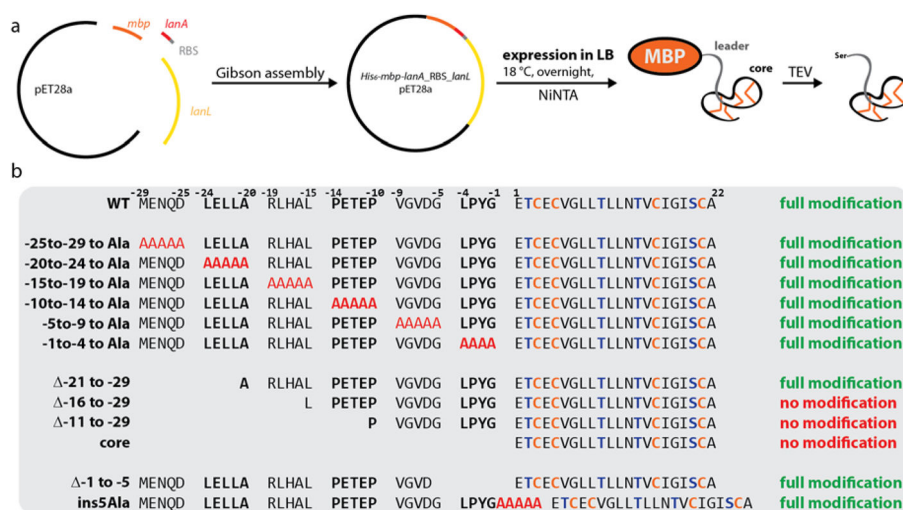 a
mbp lanA
RBS
pET28a
lanL
Gibson assembly
His₆-mbp-lanA_RBS_lanL
pET28a
expression in LB
18 °C, overnight,
NiNTA
MBP
leader
core
TEV
Ser
b
-29 -25 -24 -20 -19 -15 -14 -10 -9 -5 -4 -1 1 22
WT MENQD LELLA RLHAL PETEP VGVDG LPYG ETCECVGLLTLLNTVCIGISCA full modification
-25to-29 to Ala AAAAA LELLA RLHAL PETEP VGVDG LPYG ETCECVGLLTLLNTVCIGISCA full modification
-20to-24 to Ala MENQD AAAAA RLHAL PETEP VGVDG LPYG ETCECVGLLTLLNTVCIGISCA full modification
-15to-19 to Ala MENQD LELLA AAAAA PETEP VGVDG LPYG ETCECVGLLTLLNTVCIGISCA full modification
-10to-14 to Ala MENQD LELLA RLHAL AAAAA VGVDG LPYG ETCECVGLLTLLNTVCIGISCA full modification
-5to-9 to Ala MENQD LELLA RLHAL PETEP AAAAA LPYG ETCECVGLLTLLNTVCIGISCA full modification
-1to-4 to Ala MENQD LELLA RLHAL PETEP VGVDG AAAA ETCECVGLLTLLNTVCIGISCA full modification
Δ-21 to -29 A RLHAL PETEP VGVDG LPYG ETCECVGLLTLLNTVCIGISCA full modification
Δ-16 to -29 L PETEP VGVDG LPYG ETCECVGLLTLLNTVCIGISCA no modification
Δ-11 to -29 P VGVDG LPYG ETCECVGLLTLLNTVCIGISCA no modification
core ETCECVGLLTLLNTVCIGISCA no modification
Δ-1 to -5 MENQD LELLA RLHAL PETEP VGVD ETCECVGLLTLLNTVCIGISCA full modification
ins5Ala MENQD LELLA RLHAL PETEP VGVDG LPYGAAAAA ETCECVGLLTLLNTVCIGISCA full modification